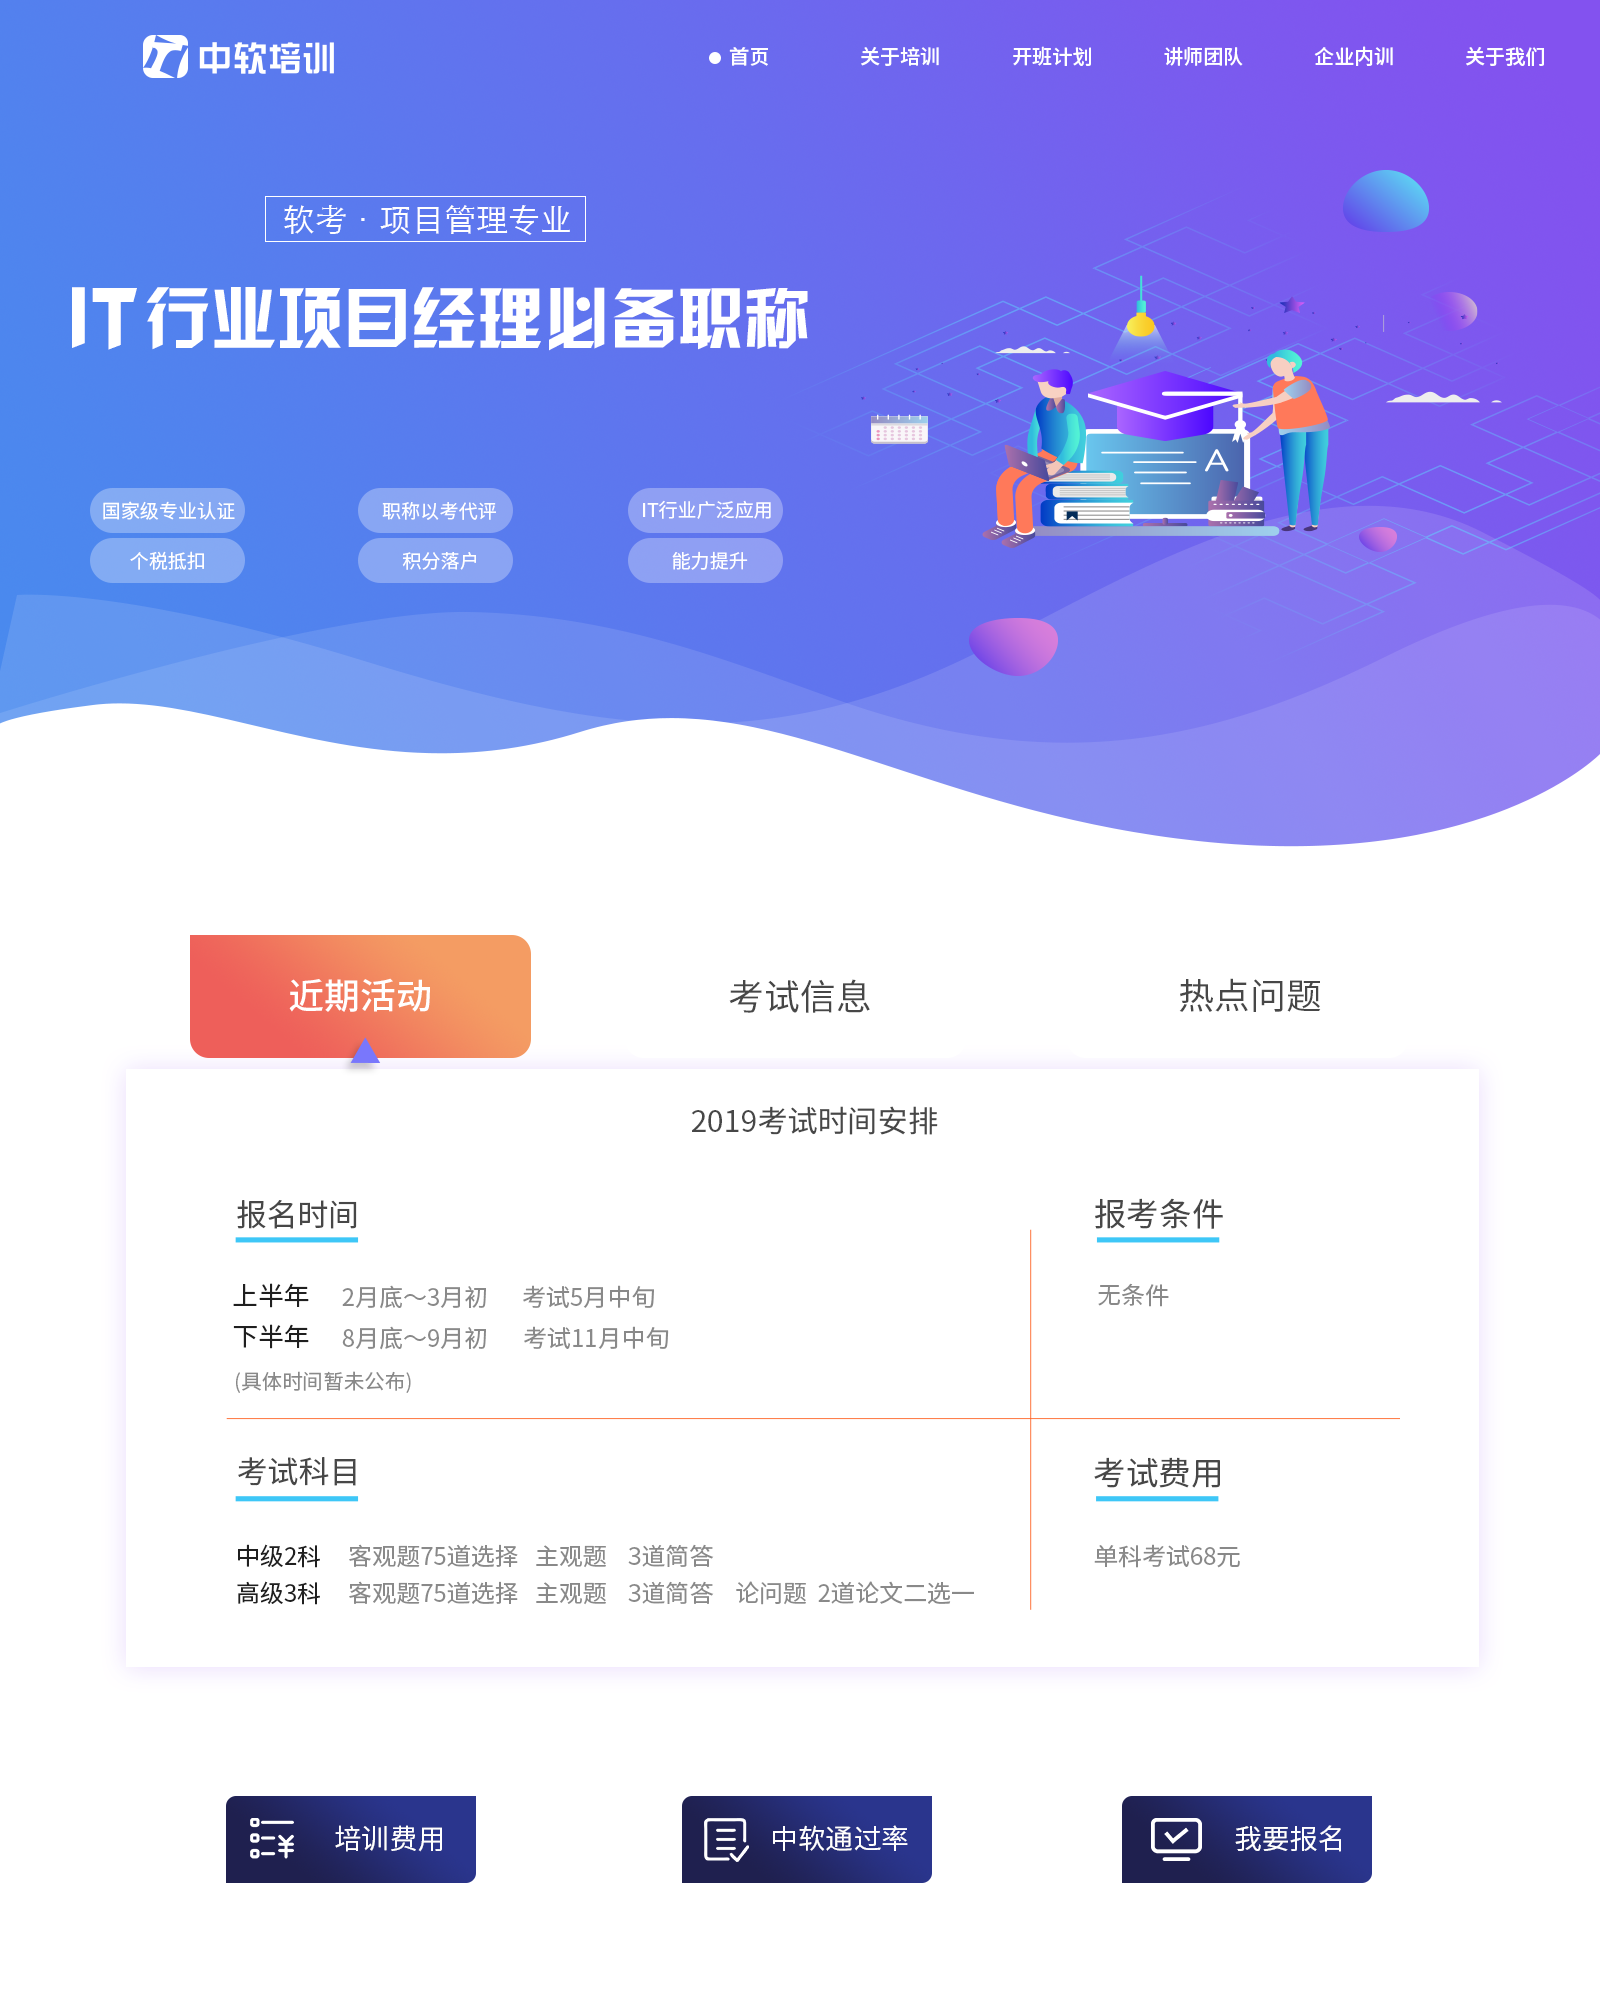 中软培训
首页 关于培训 开班计划 讲师团队 企业内训 关于我们
软考 · 项目管理专业
IT行业项目经理必备职称
国家级专业认证 职称以考代评 IT行业广泛应用
个税抵扣 积分落户 能力提升
近期活动 考试信息 热点问题
2019考试时间安排
报名时间
上半年 2月底～3月初 考试5月中旬
下半年 8月底～9月初 考试11月中旬
(具体时间暂未公布)
报考条件
无条件
考试科目
中级2科 客观题75道选择 主观题 3道简答
高级3科 客观题75道选择 主观题 3道简答 论问题 2道论文二选一
考试费用
单科考试68元
培训费用 中软通过率 我要报名